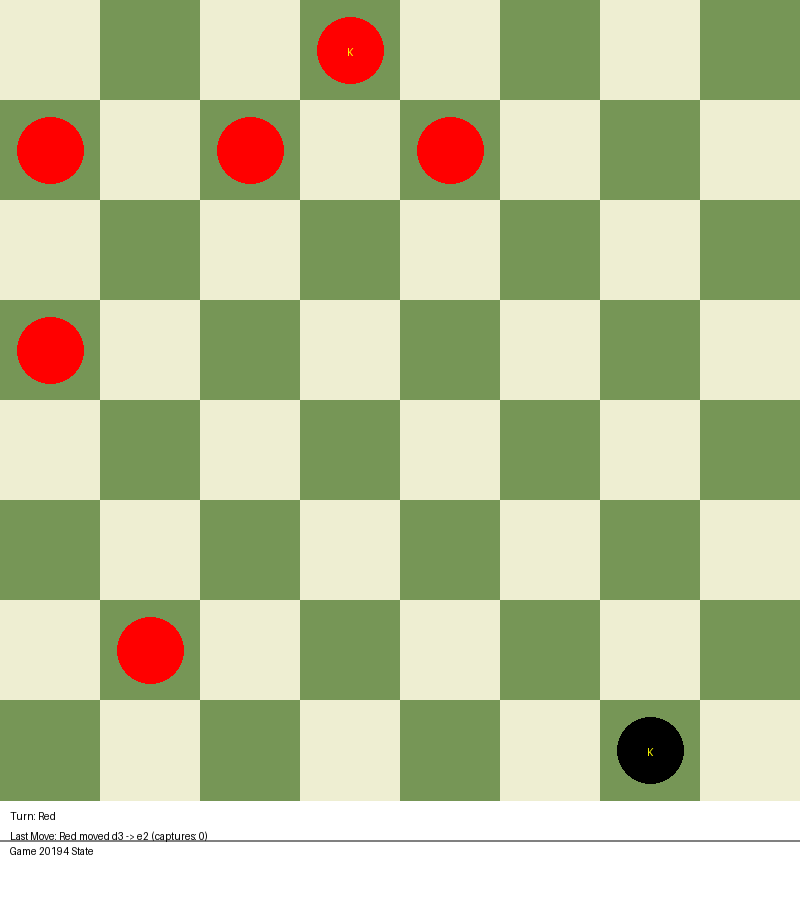 K
K
Turn: Red
Last Move: Red moved d3 -> e2 (captures: 0)
Game 20194 State